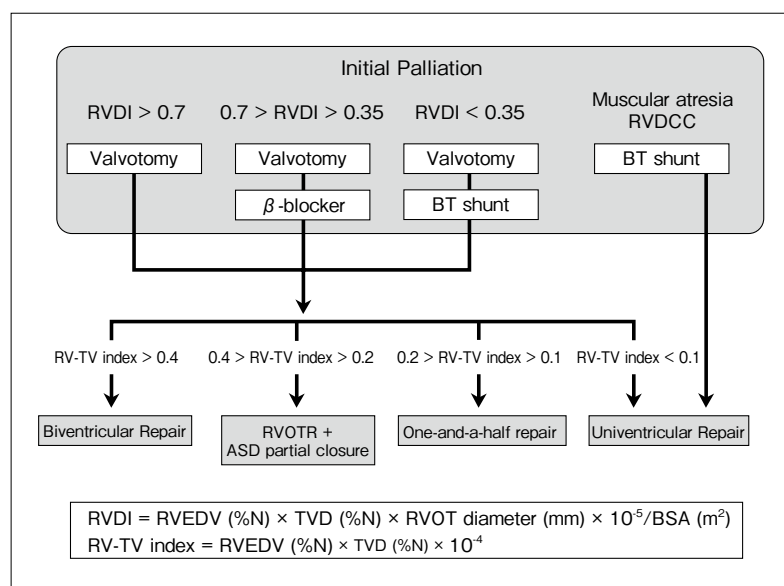 Initial Palliation
RVDI > 0.7
0.7 > RVDI > 0.35
RVDI < 0.35
Muscular atresia
RVDCC
Valvotomy
Valvotomy
Valvotomy
BT shunt
β-blocker
BT shunt
RV-TV index > 0.4
0.4 > RV-TV index > 0.2
0.2 > RV-TV index > 0.1
RV-TV index < 0.1
Biventricular Repair
RVOTR +
ASD partial closure
One-and-a-half repair
Univentricular Repair
RVDI = RVEDV (%N) × TVD (%N) × RVOT diameter (mm) × 10⁻⁵/BSA (m²)
RV-TV index = RVEDV (%N) × TVD (%N) × 10⁻⁴